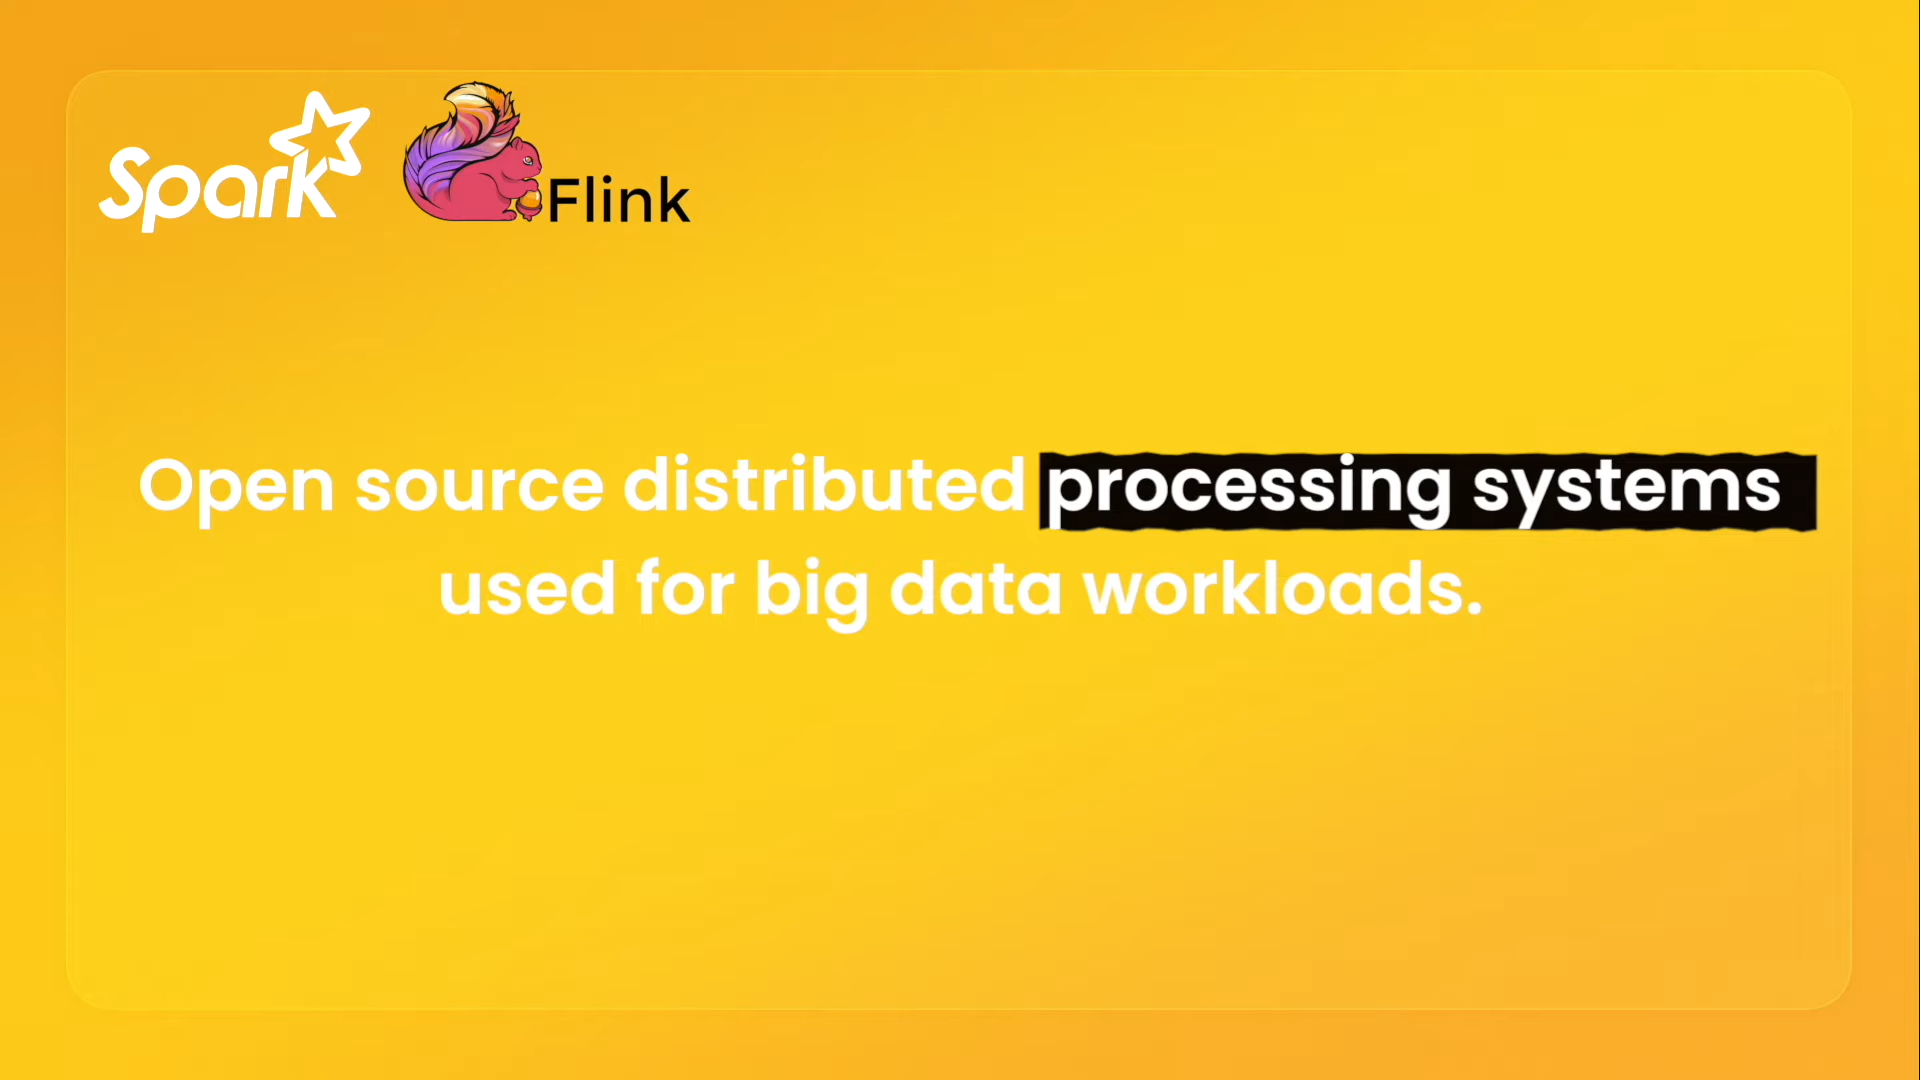 Spark
Flink
Open source distributed processing systems
used for big data workloads.